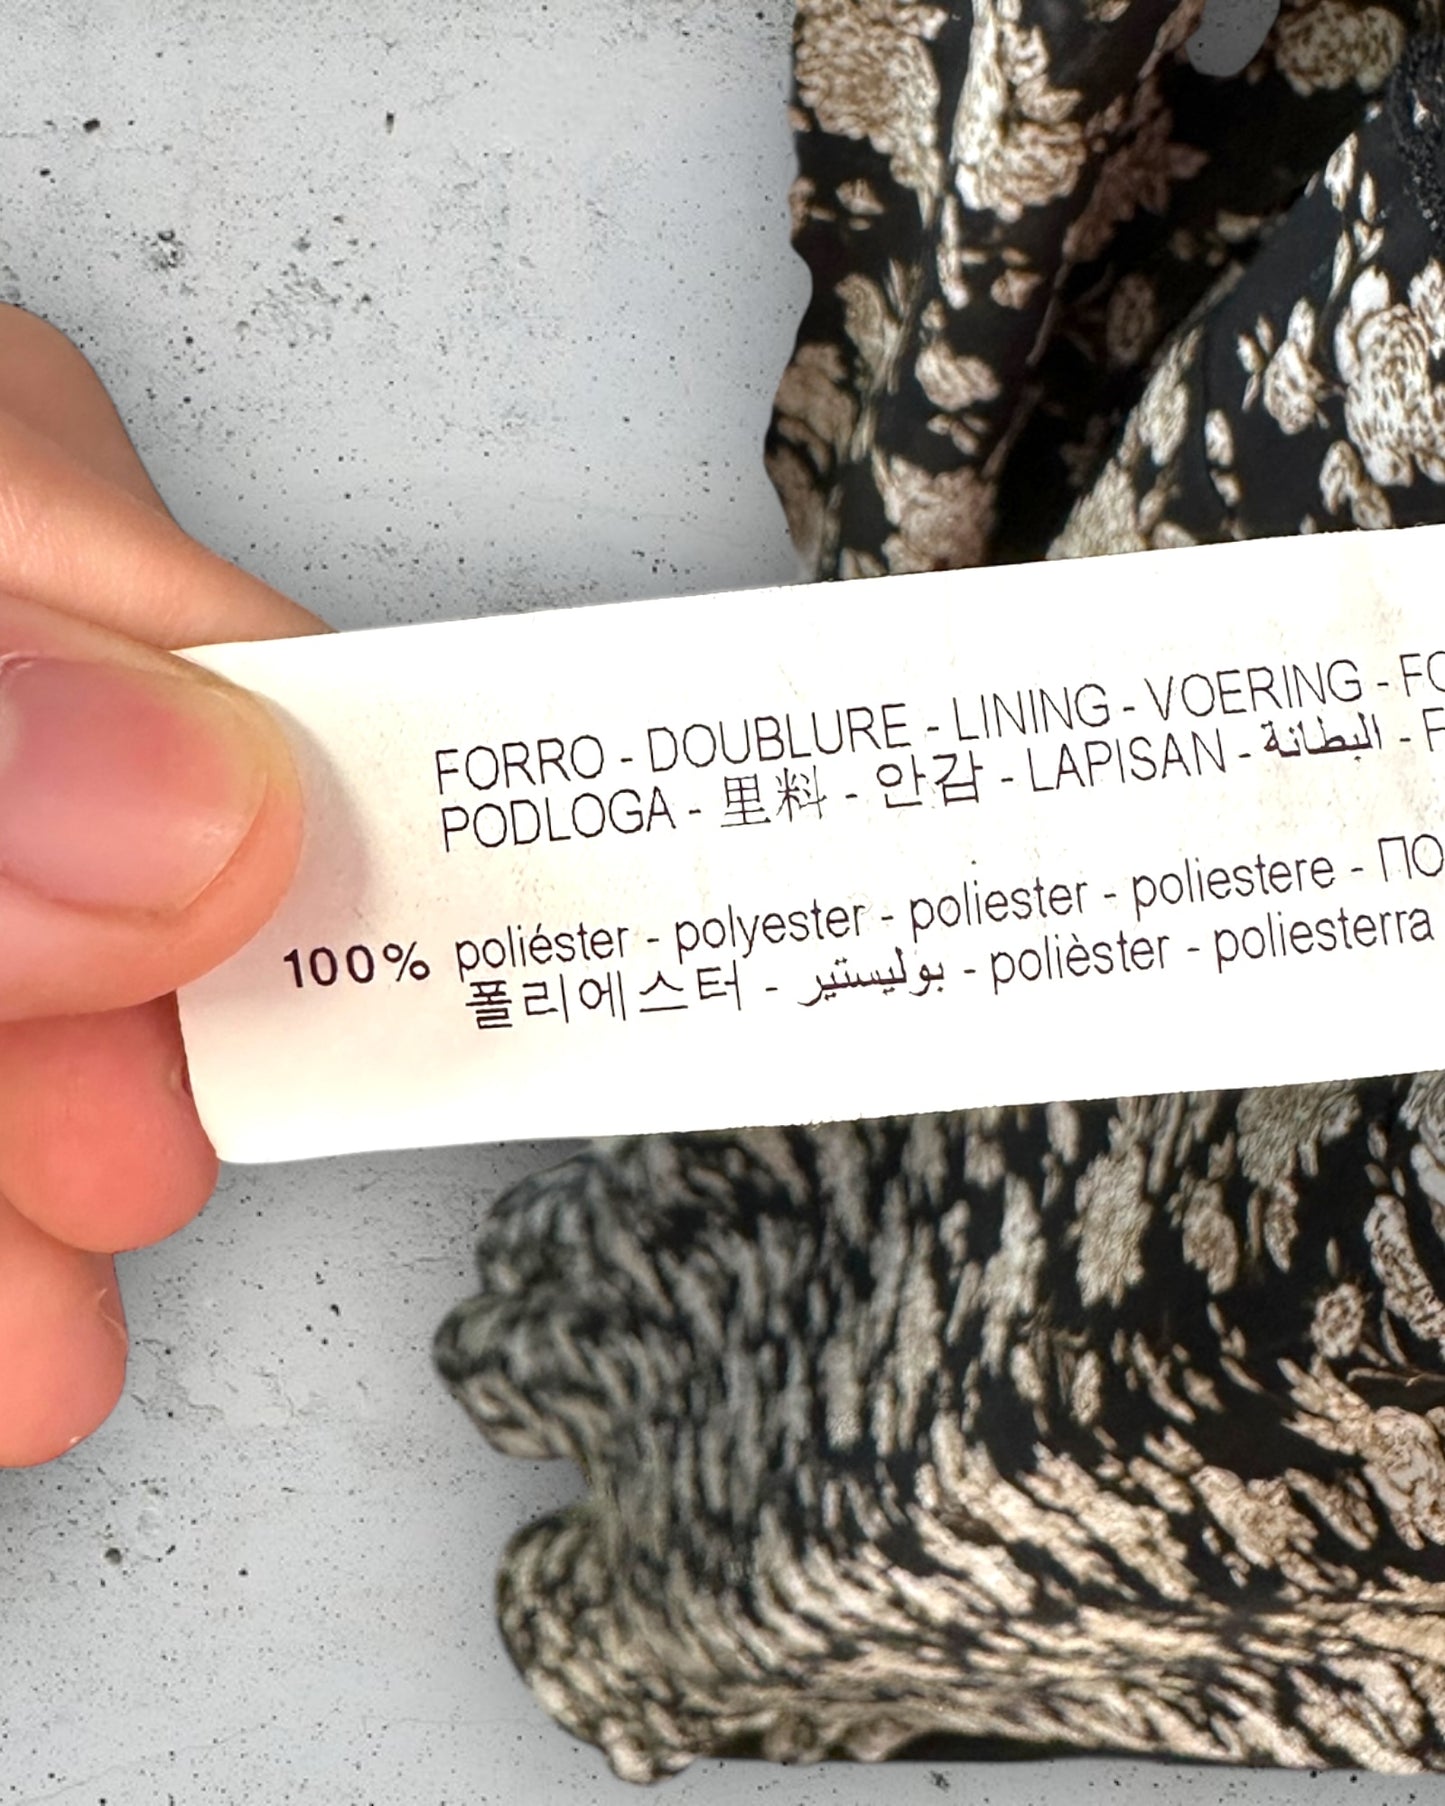 FORRO - DOUBLURE - LINING - VOERING -
PODLOGA - 里料 - 안감 - LAPISAN - البطانة -
100% poliéster - polyester - poliester - poliestere -
폴리에스터 - بوليستير - polièster - poliesterra